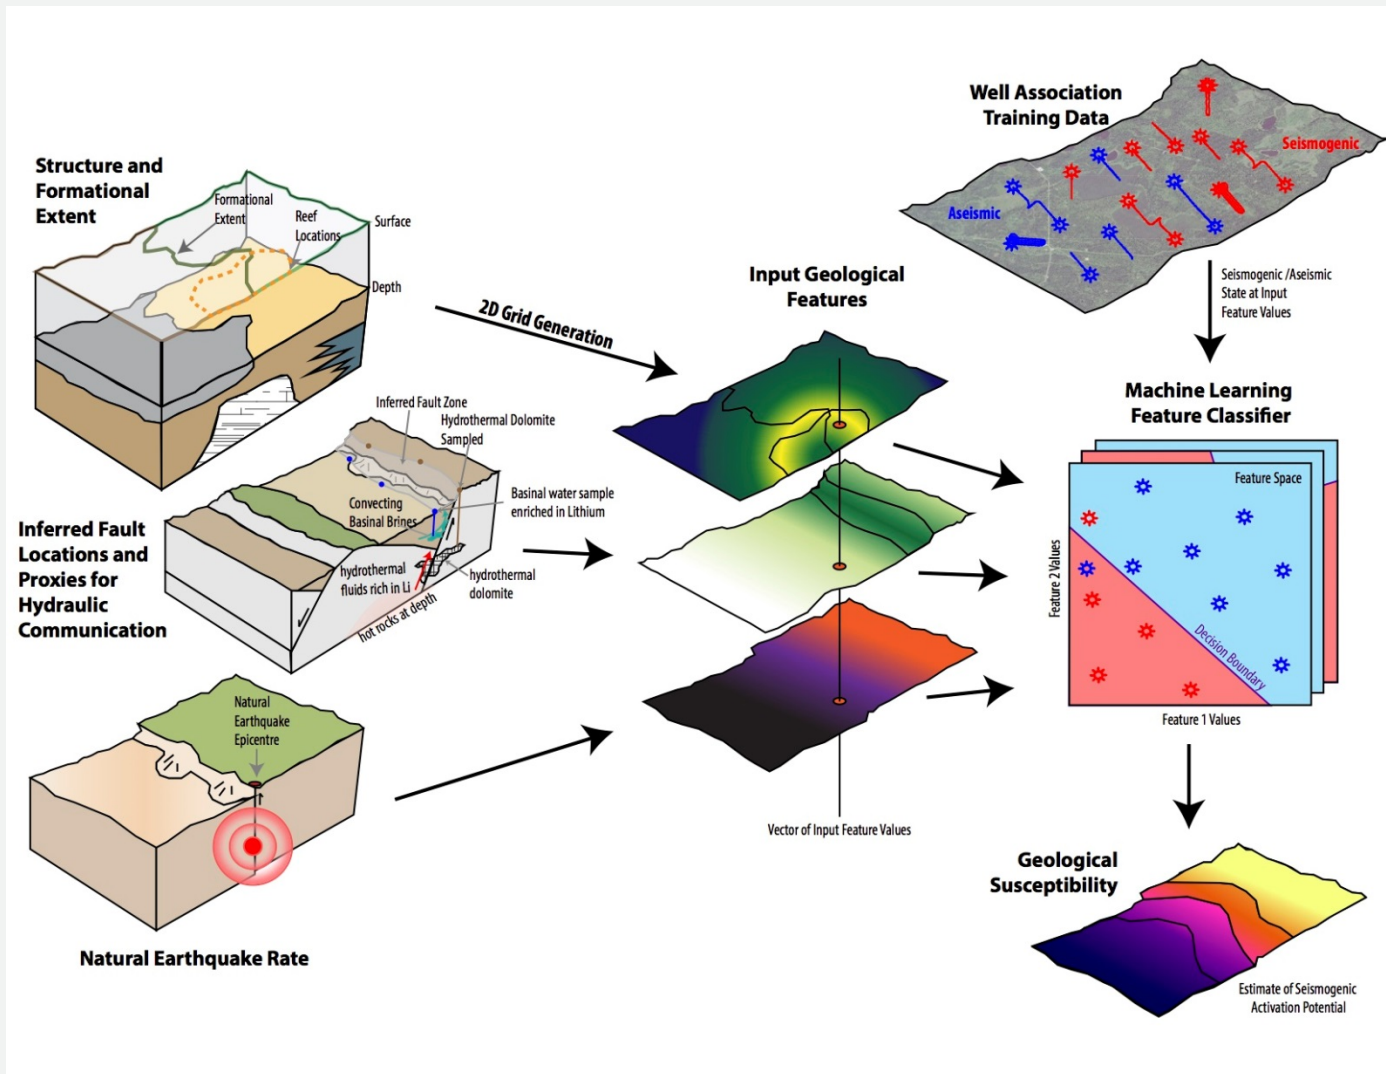 Structure and
Formational
Extent
Formational
Extent
Reef
Locations
Surface
Depth
2D Grid Generation
Inferred Fault
Locations and
Proxies for
Hydraulic
Communication
Inferred Fault Zone
Hydrothermal Dolomite
Sampled
Convecting
Basinal Brines
Basinal water sample
enriched in Lithium
hydrothermal
fluids rich in Li
hot rocks at depth
hydrothermal
dolomite
Natural
Earthquake
Epicentre
Natural Earthquake Rate
Input Geological
Features
Vector of Input Feature Values
Well Association
Training Data
Seismogenic
Aseismic
Seismogenic /Aseismic
State at Input
Feature Values
Machine Learning
Feature Classifier
Feature Space
Feature 2 Values
Decision Boundary
Feature 1 Values
Geological
Susceptibility
Estimate of Seismogenic
Activation Potential